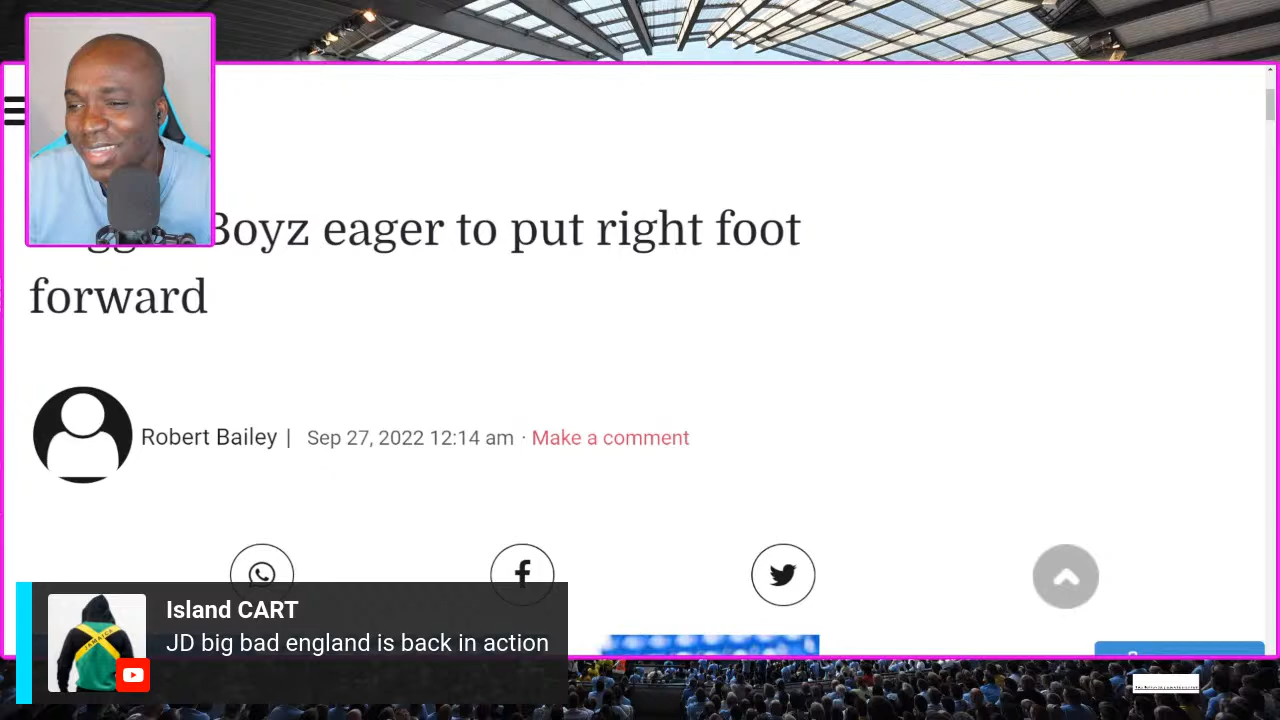 Boyz eager to put right foot
forward
Robert Bailey | Sep 27, 2022 12:14 am · Make a comment
Island CART
JD big bad england is back in action
JAMAICA